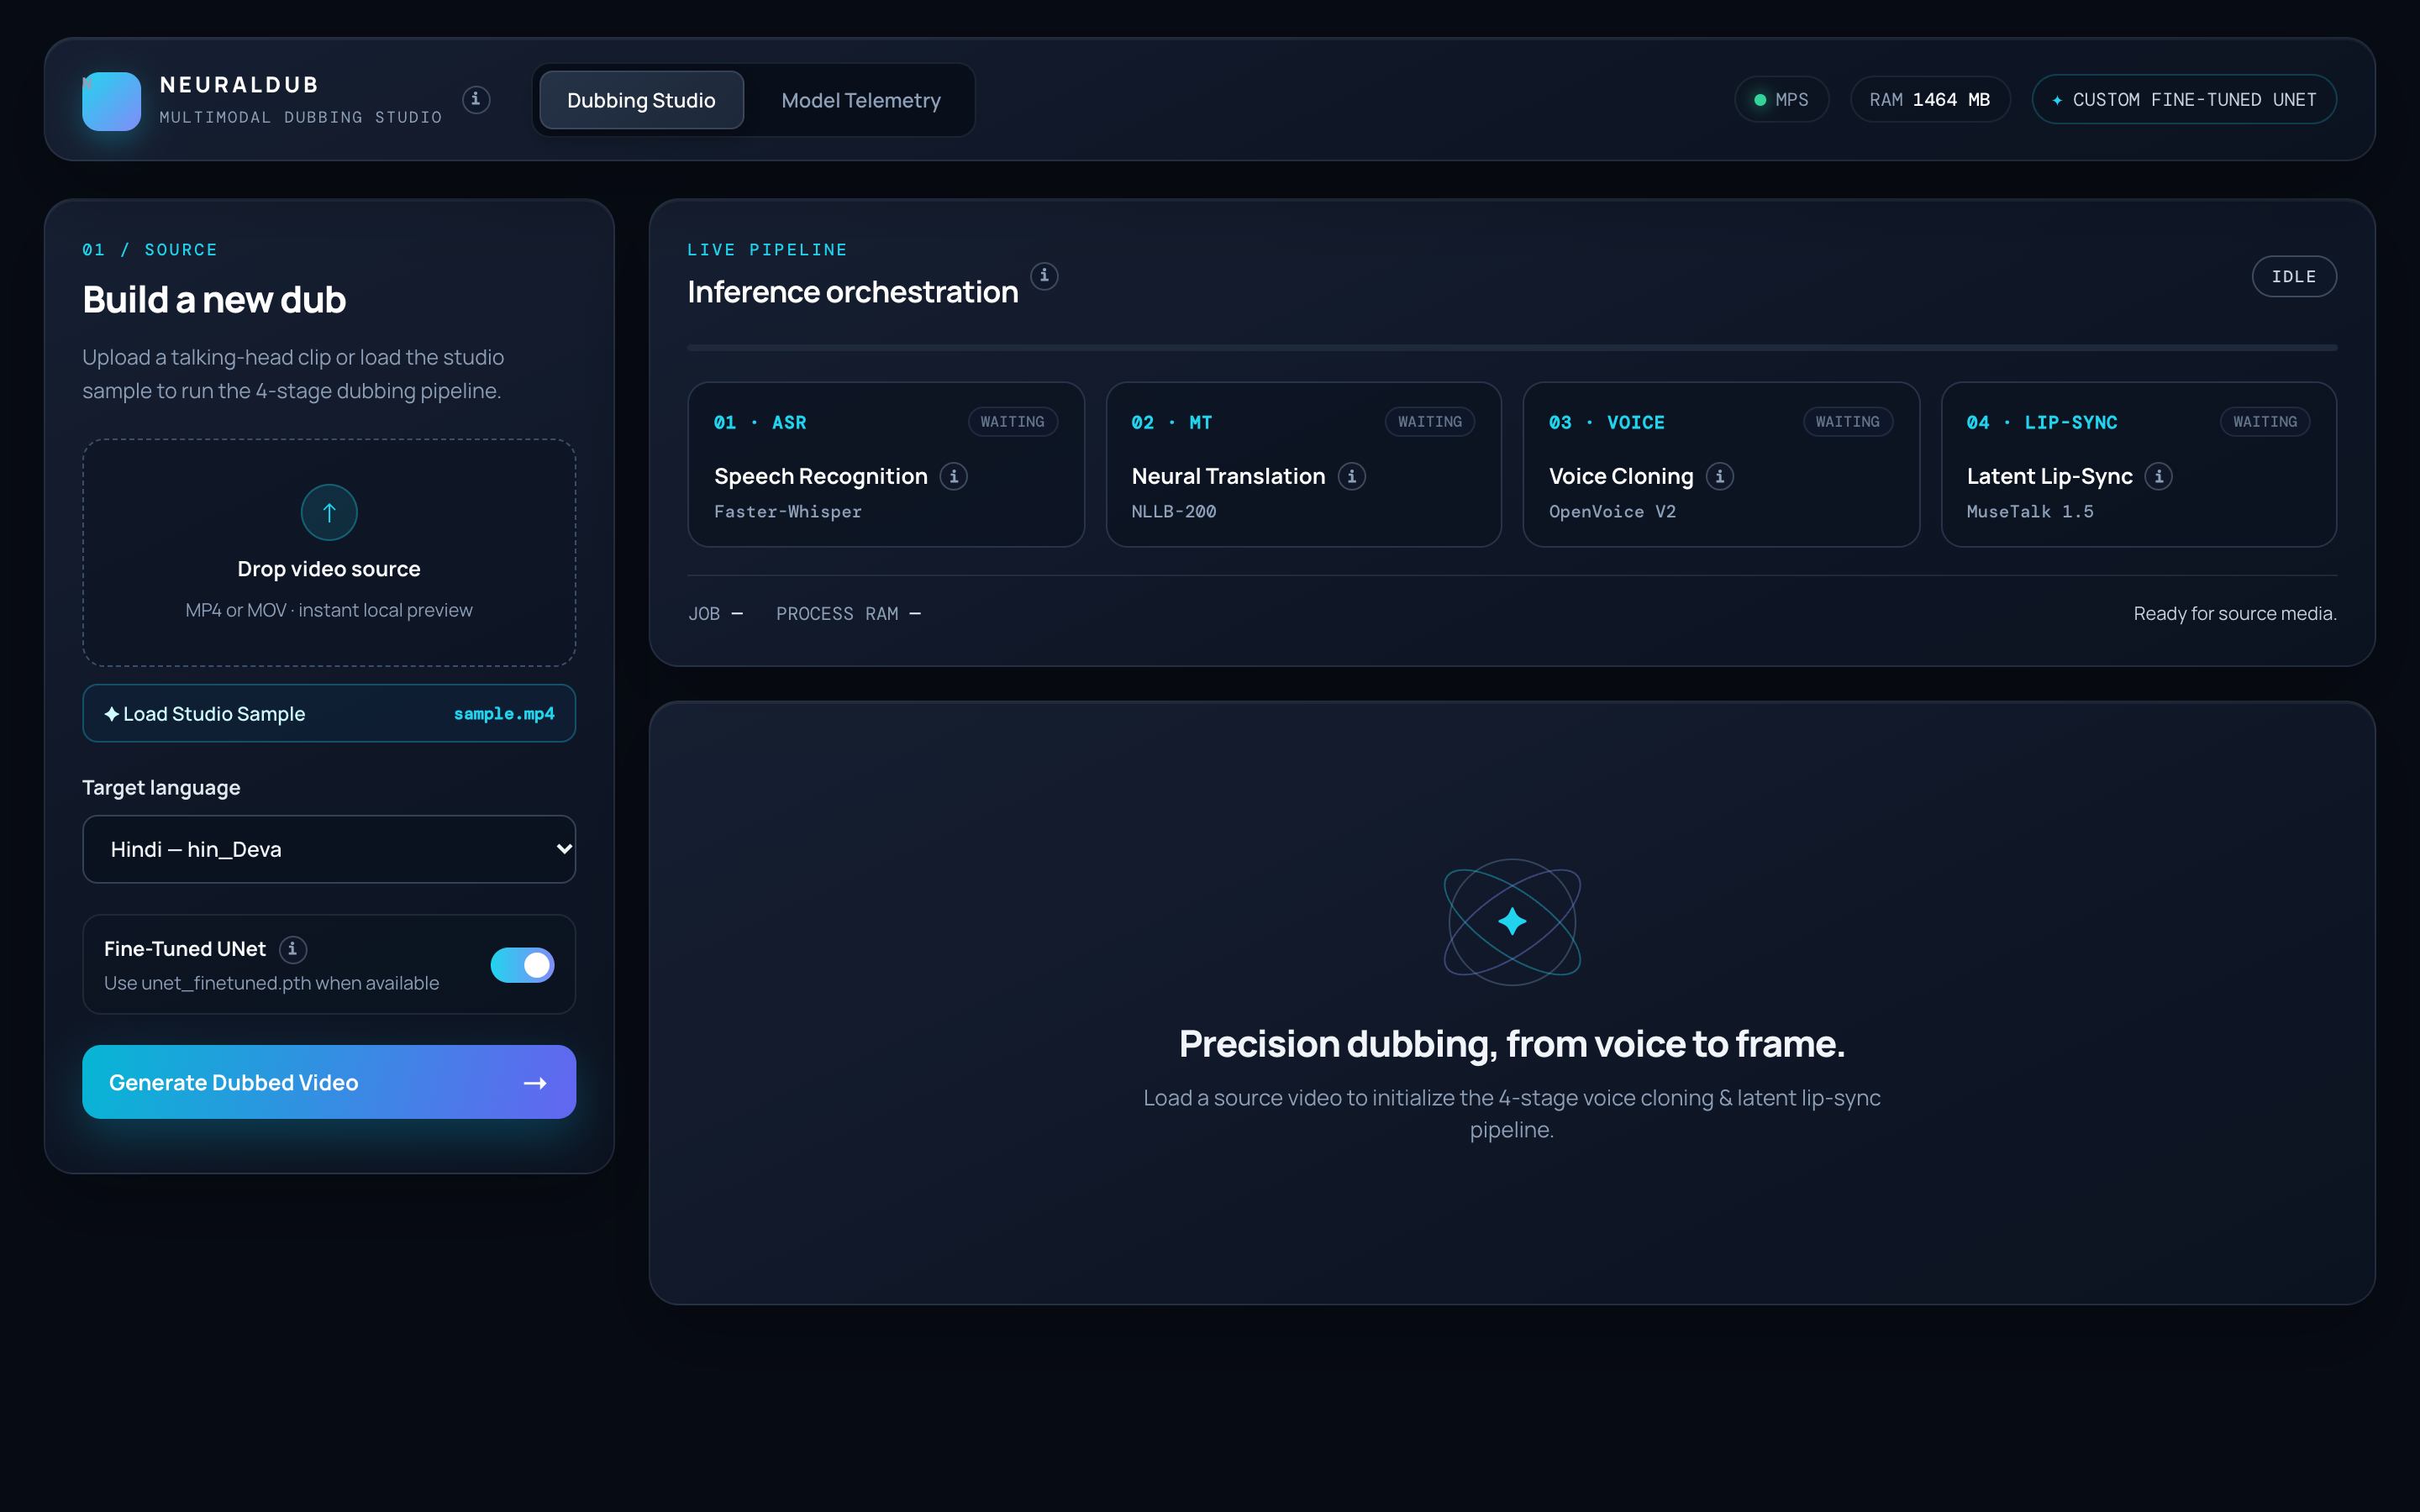 NEURALDUB
MULTIMODAL DUBBING STUDIO
i
Dubbing Studio
Model Telemetry
MPS
RAM 1464 MB
✦ CUSTOM FINE-TUNED UNET
01 / SOURCE
Build a new dub
Upload a talking-head clip or load the studio
sample to run the 4-stage dubbing pipeline.
↑
Drop video source
MP4 or MOV · instant local preview
✦ Load Studio Sample
sample.mp4
Target language
Hindi — hin_Deva
Fine-Tuned UNet i
Use unet_finetuned.pth when available
Generate Dubbed Video →
LIVE PIPELINE
Inference orchestration i
IDLE
01 · ASR
WAITING
Speech Recognition i
Faster-Whisper
02 · MT
WAITING
Neural Translation i
NLLB-200
03 · VOICE
WAITING
Voice Cloning i
OpenVoice V2
04 · LIP-SYNC
WAITING
Latent Lip-Sync i
MuseTalk 1.5
JOB —
PROCESS RAM —
Ready for source media.
Precision dubbing, from voice to frame.
Load a source video to initialize the 4-stage voice cloning & latent lip-sync
pipeline.